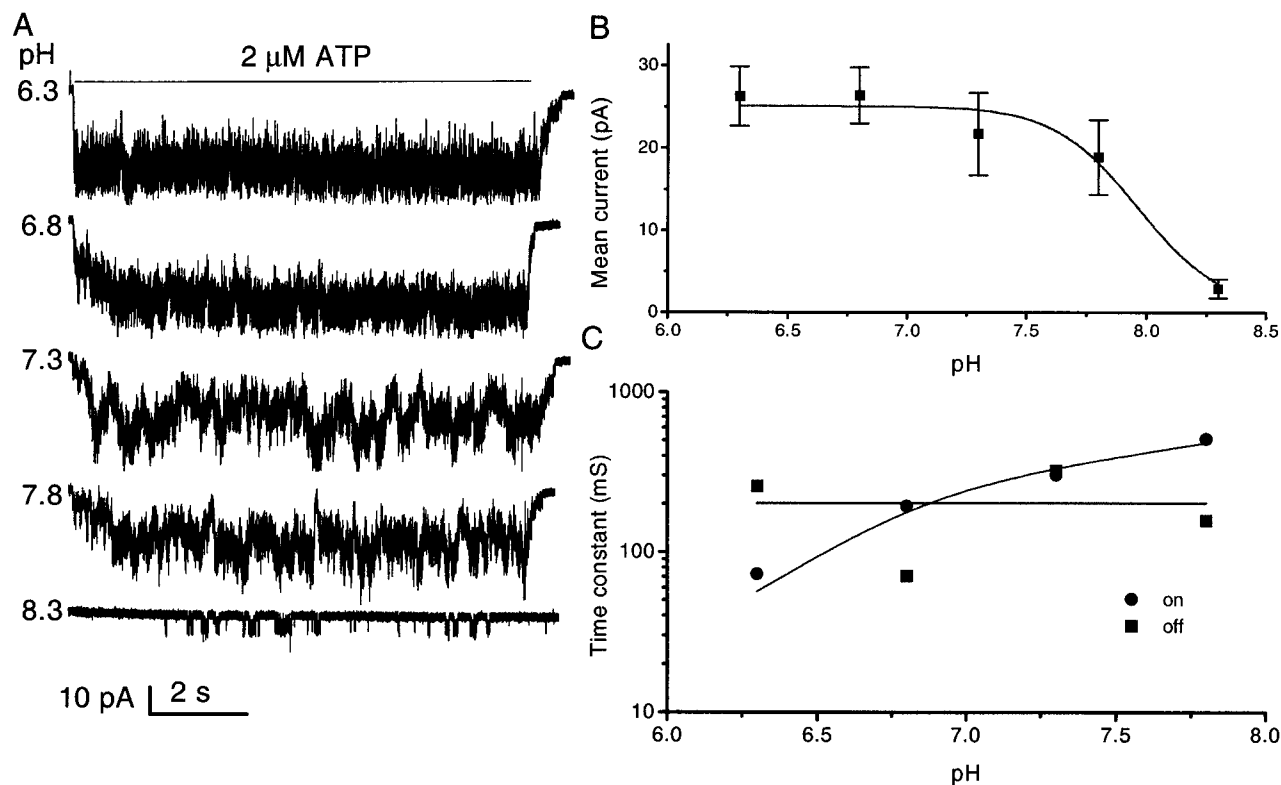 A
pH
2 μM ATP
6.3
6.8
7.3
7.8
8.3
10 pA
2 s
B
Mean current (pA)
30
20
10
0
6.0 6.5 7.0 7.5 8.0 8.5
pH
C
Time constant (mS)
1000
100
10
on
off
6.0 6.5 7.0 7.5 8.0
pH